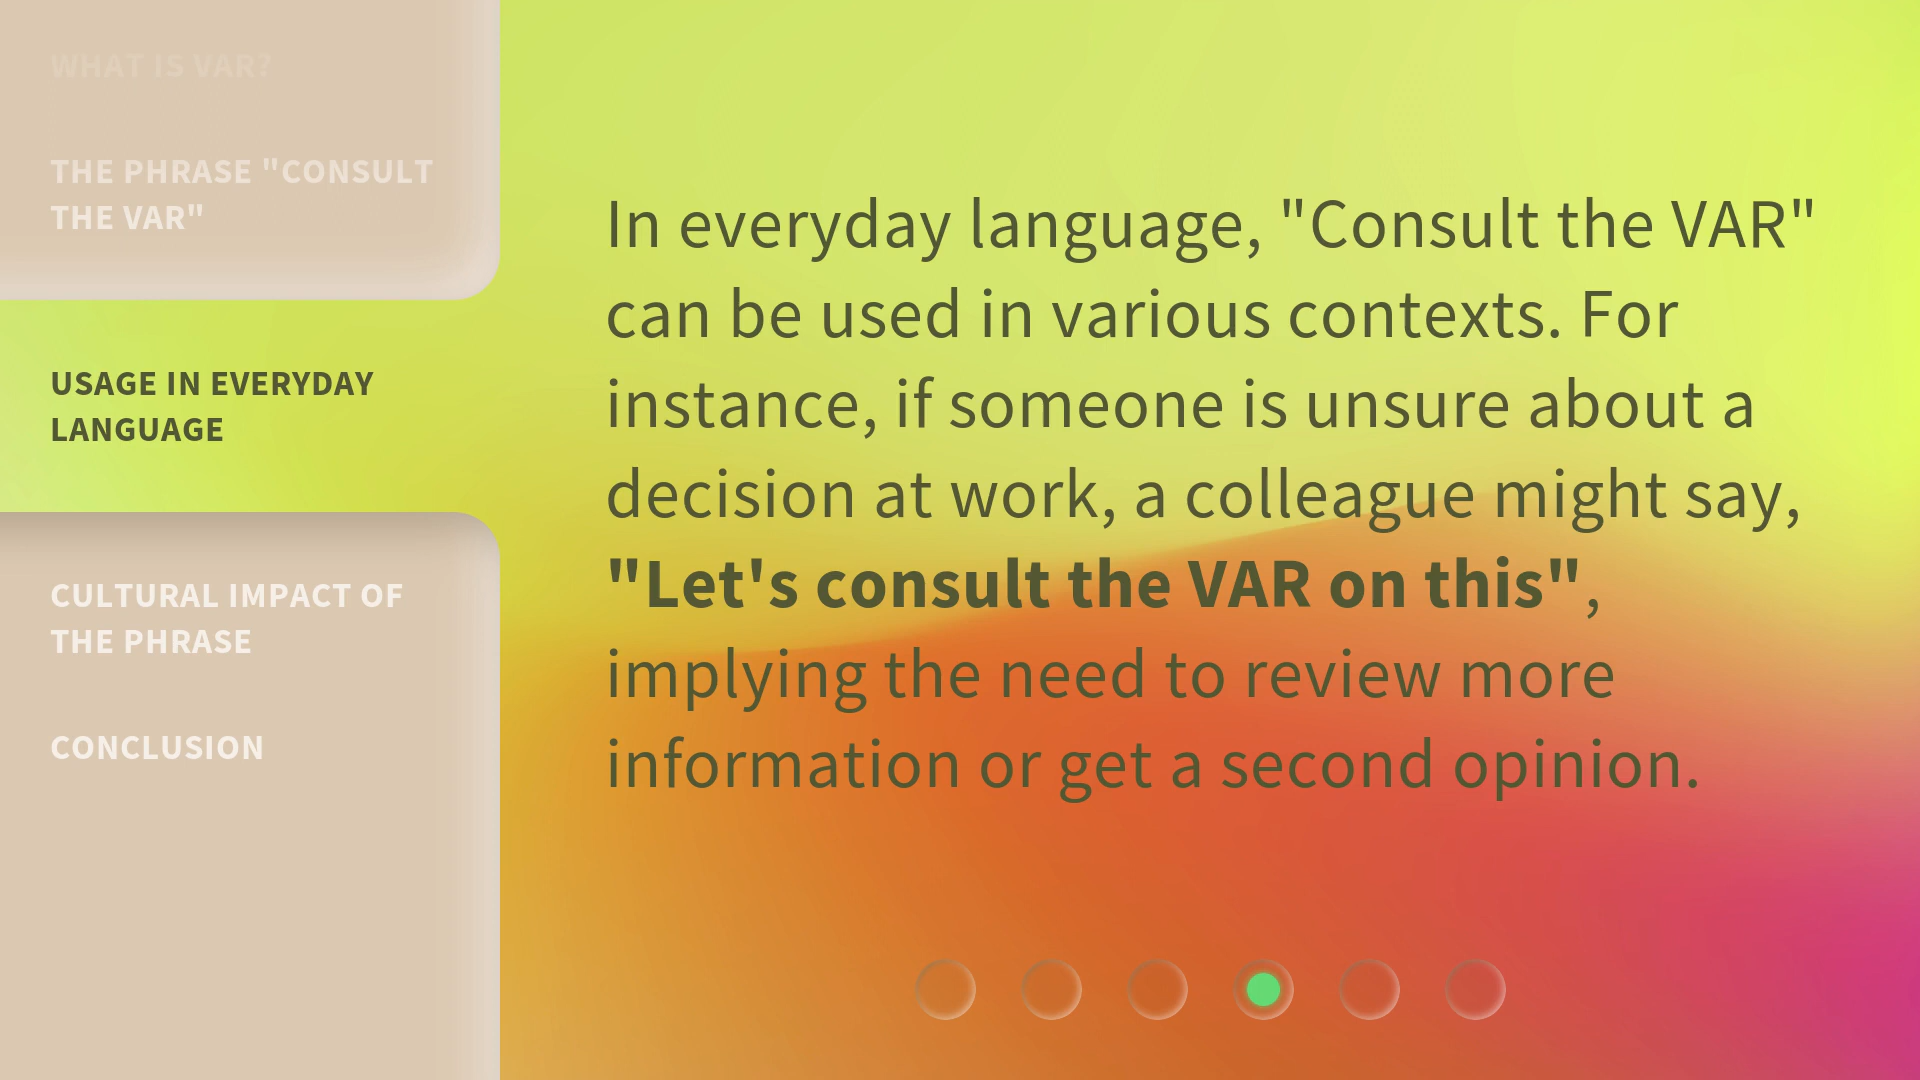 WHAT IS VAR?
THE PHRASE "CONSULT
THE VAR"
USAGE IN EVERYDAY
LANGUAGE
CULTURAL IMPACT OF
THE PHRASE
CONCLUSION
In everyday language, "Consult the VAR"
can be used in various contexts. For
instance, if someone is unsure about a
decision at work, a colleague might say,
"Let's consult the VAR on this",
implying the need to review more
information or get a second opinion.